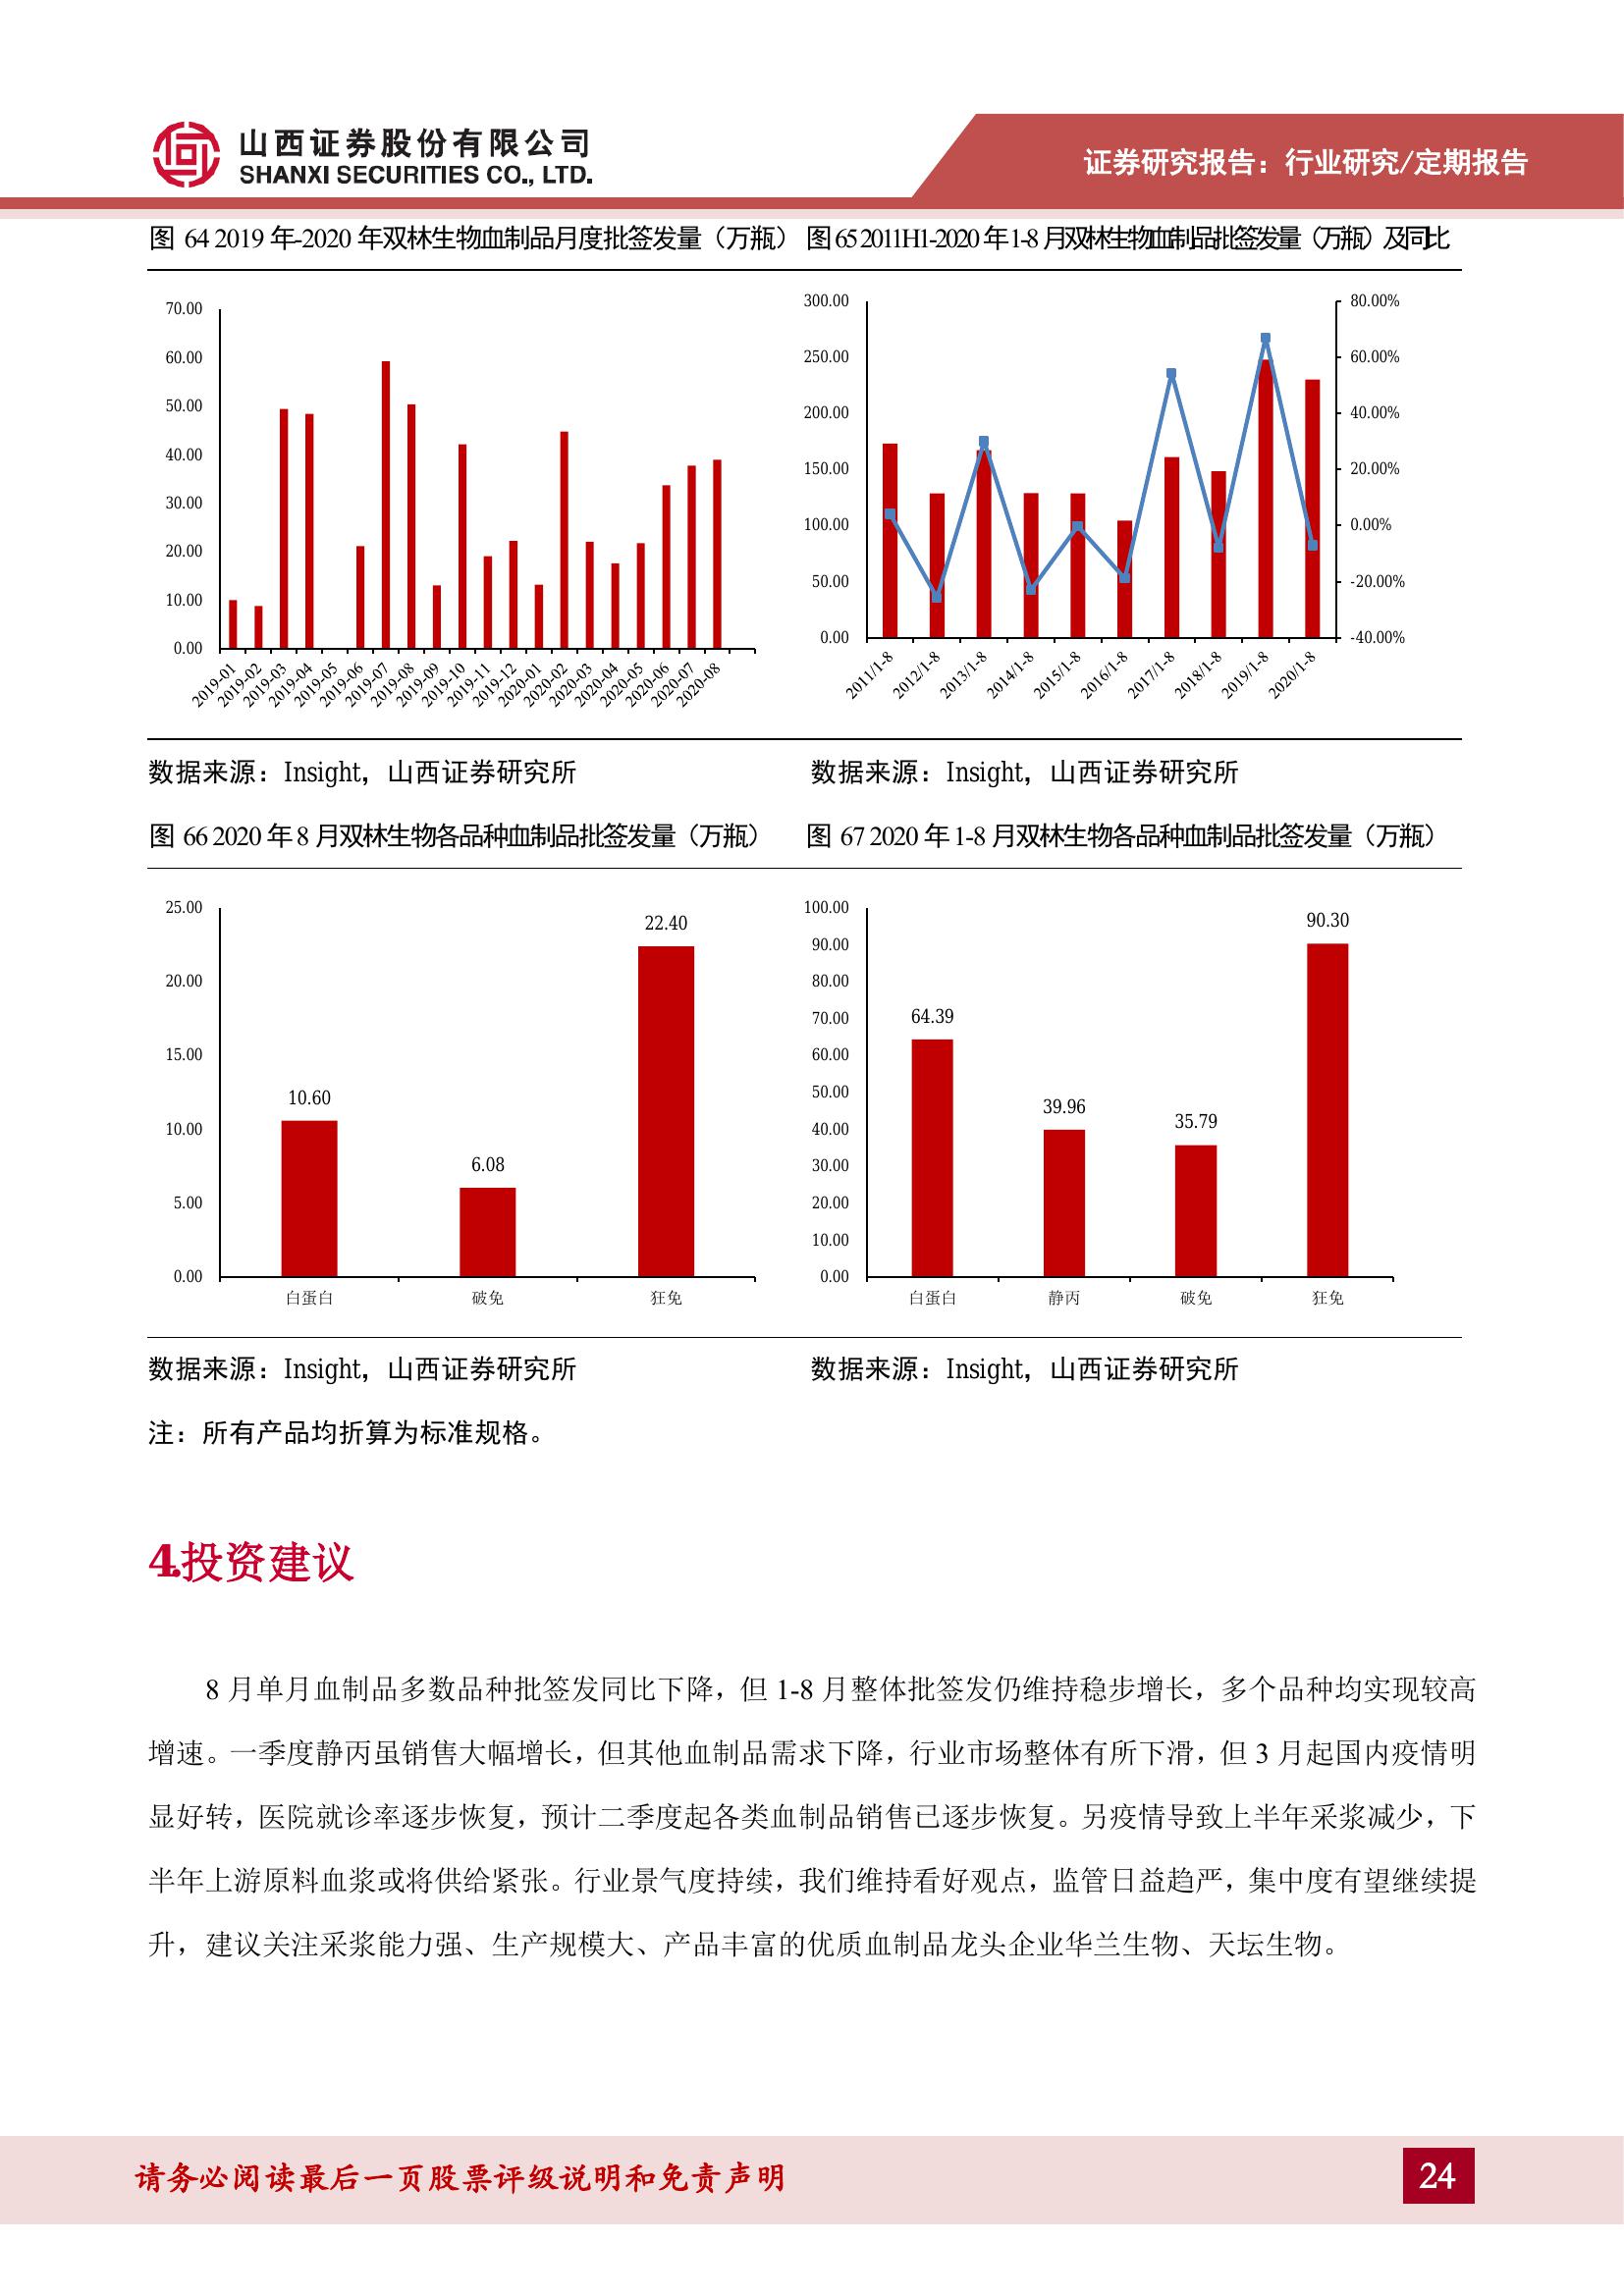 山西证券股份有限公司
SHANXI SECURITIES CO., LTD.
证券研究报告：行业研究/定期报告
图 64 2019 年-2020 年双林生物血制品月度批签发量（万瓶）
图 65 2011H1-2020 年 1-8 月双林生物血制品批签发量（万瓶）及同比
70.00
60.00
50.00
40.00
30.00
20.00
10.00
0.00
2019-01
2019-02
2019-03
2019-04
2019-05
2019-06
2019-07
2019-08
2019-09
2019-10
2019-11
2019-12
2020-01
2020-02
2020-03
2020-04
2020-05
2020-06
2020-07
2020-08
300.00
250.00
200.00
150.00
100.00
50.00
0.00
80.00%
60.00%
40.00%
20.00%
0.00%
-20.00%
-40.00%
2011/1-8
2012/1-8
2013/1-8
2014/1-8
2015/1-8
2016/1-8
2017/1-8
2018/1-8
2019/1-8
2020/1-8
数据来源：Insight，山西证券研究所
数据来源：Insight，山西证券研究所
图 66 2020 年 8 月双林生物各品种血制品批签发量（万瓶）
图 67 2020 年 1-8 月双林生物各品种血制品批签发量（万瓶）
25.00
20.00
15.00
10.00
5.00
0.00
10.60
6.08
22.40
白蛋白
破免
狂免
100.00
90.00
80.00
70.00
60.00
50.00
40.00
30.00
20.00
10.00
0.00
64.39
39.96
35.79
90.30
白蛋白
静丙
破免
狂免
数据来源：Insight，山西证券研究所
数据来源：Insight，山西证券研究所
注：所有产品均折算为标准规格。
4.投资建议
8 月单月血制品多数品种批签发同比下降，但 1-8 月整体批签发仍维持稳步增长，多个品种均实现较高
增速。一季度静丙虽销售大幅增长，但其他血制品需求下降，行业市场整体有所下滑，但 3 月起国内疫情明
显好转，医院就诊率逐步恢复，预计二季度起各类血制品销售已逐步恢复。另疫情导致上半年采浆减少，下
半年上游原料血浆或将供给紧张。行业景气度持续，我们维持看好观点，监管日益趋严，集中度有望继续提
升，建议关注采浆能力强、生产规模大、产品丰富的优质血制品龙头企业华兰生物、天坛生物。
请务必阅读最后一页股票评级说明和免责声明
24